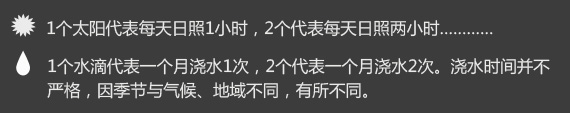 1个太阳代表每天日照1小时，2个代表每天日照两小时............
1个水滴代表一个月浇水1次，2个代表一个月浇水2次。浇水时间并不
严格，因季节与气候、地域不同，有所不同。